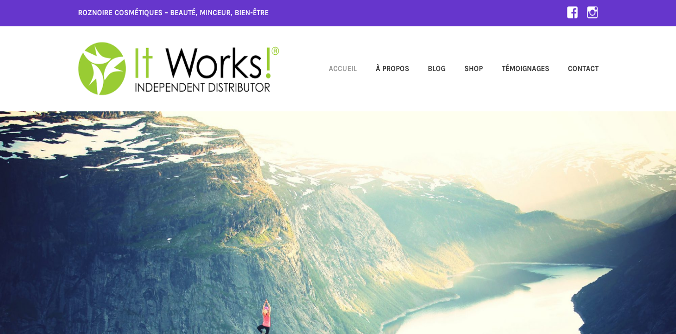 ROZNOIRE COSMÉTIQUES – BEAUTÉ, MINCEUR, BIEN-ÊTRE
It Works!®
INDEPENDENT DISTRIBUTOR
ACCUEIL À PROPOS BLOG SHOP TÉMOIGNAGES CONTACT